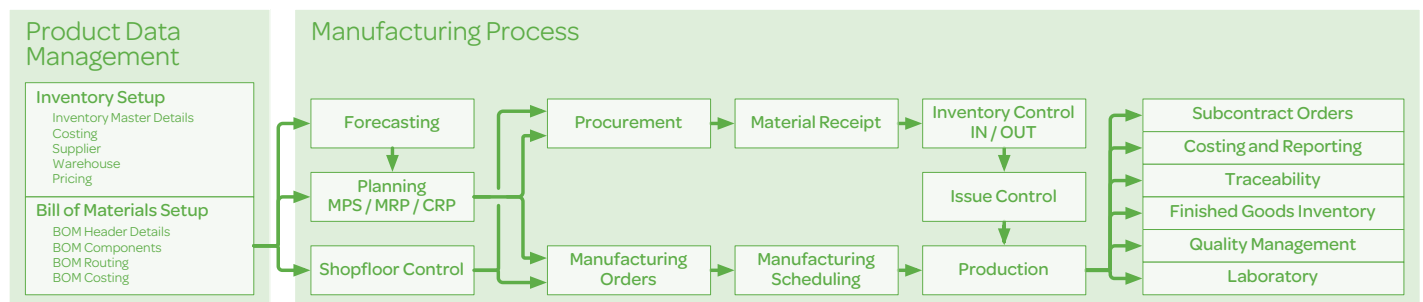 Product Data
Management
Inventory Setup
Inventory Master Details
Costing
Supplier
Warehouse
Pricing
Bill of Materials Setup
BOM Header Details
BOM Components
BOM Routing
BOM Costing
Manufacturing Process
Forecasting
Planning
MPS / MRP / CRP
Shopfloor Control
Procurement
Manufacturing
Orders
Material Receipt
Manufacturing
Scheduling
Inventory Control
IN / OUT
Issue Control
Production
Subcontract Orders
Costing and Reporting
Traceability
Finished Goods Inventory
Quality Management
Laboratory